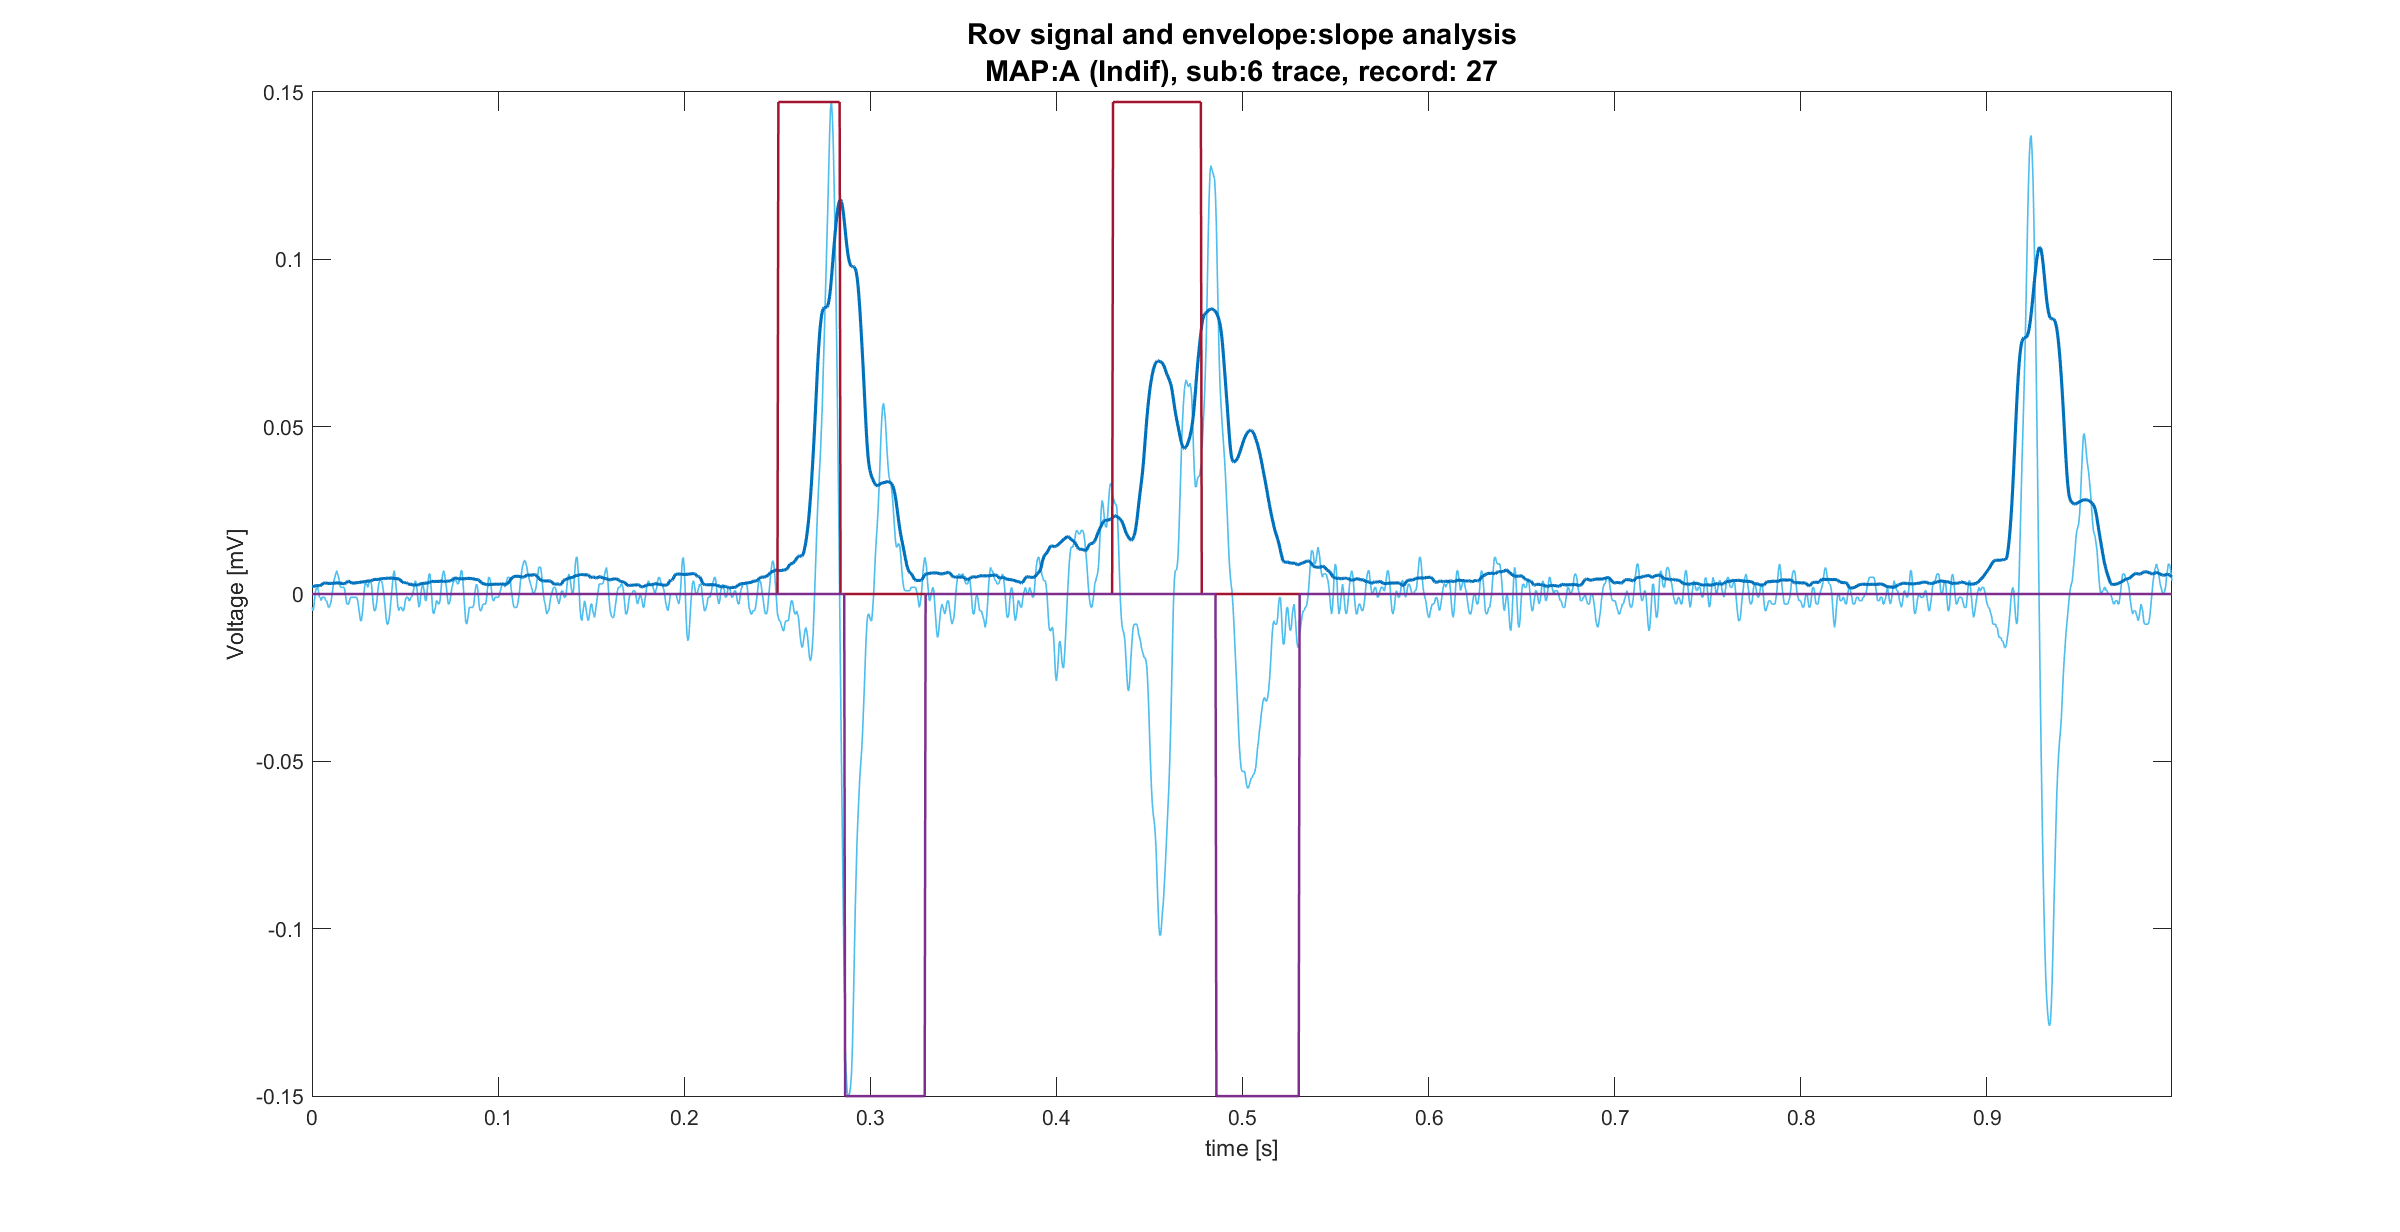 Rov signal and envelope:slope analysis
MAP:A (Indif), sub:6 trace, record: 27
0.15
0.1
0.05
0
-0.05
-0.1
-0.15
Voltage [mV]
0 0.1 0.2 0.3 0.4 0.5 0.6 0.7 0.8 0.9
time [s]